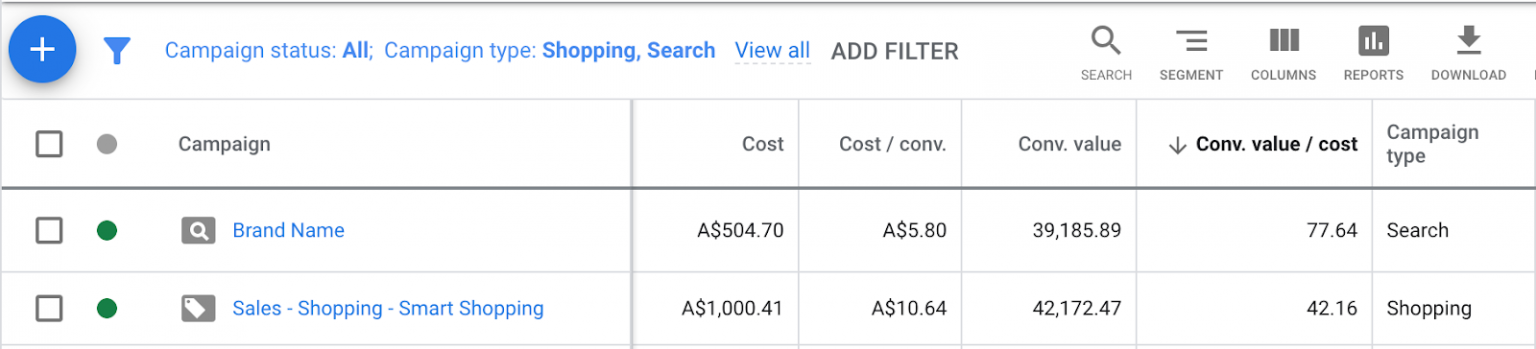 Campaign status: All; Campaign type: Shopping, Search View all ADD FILTER
SEARCH SEGMENT COLUMNS REPORTS DOWNLOAD
Campaign Cost Cost / conv. Conv. value Conv. value / cost Campaign type
Brand Name A$504.70 A$5.80 39,185.89 77.64 Search
Sales - Shopping - Smart Shopping A$1,000.41 A$10.64 42,172.47 42.16 Shopping